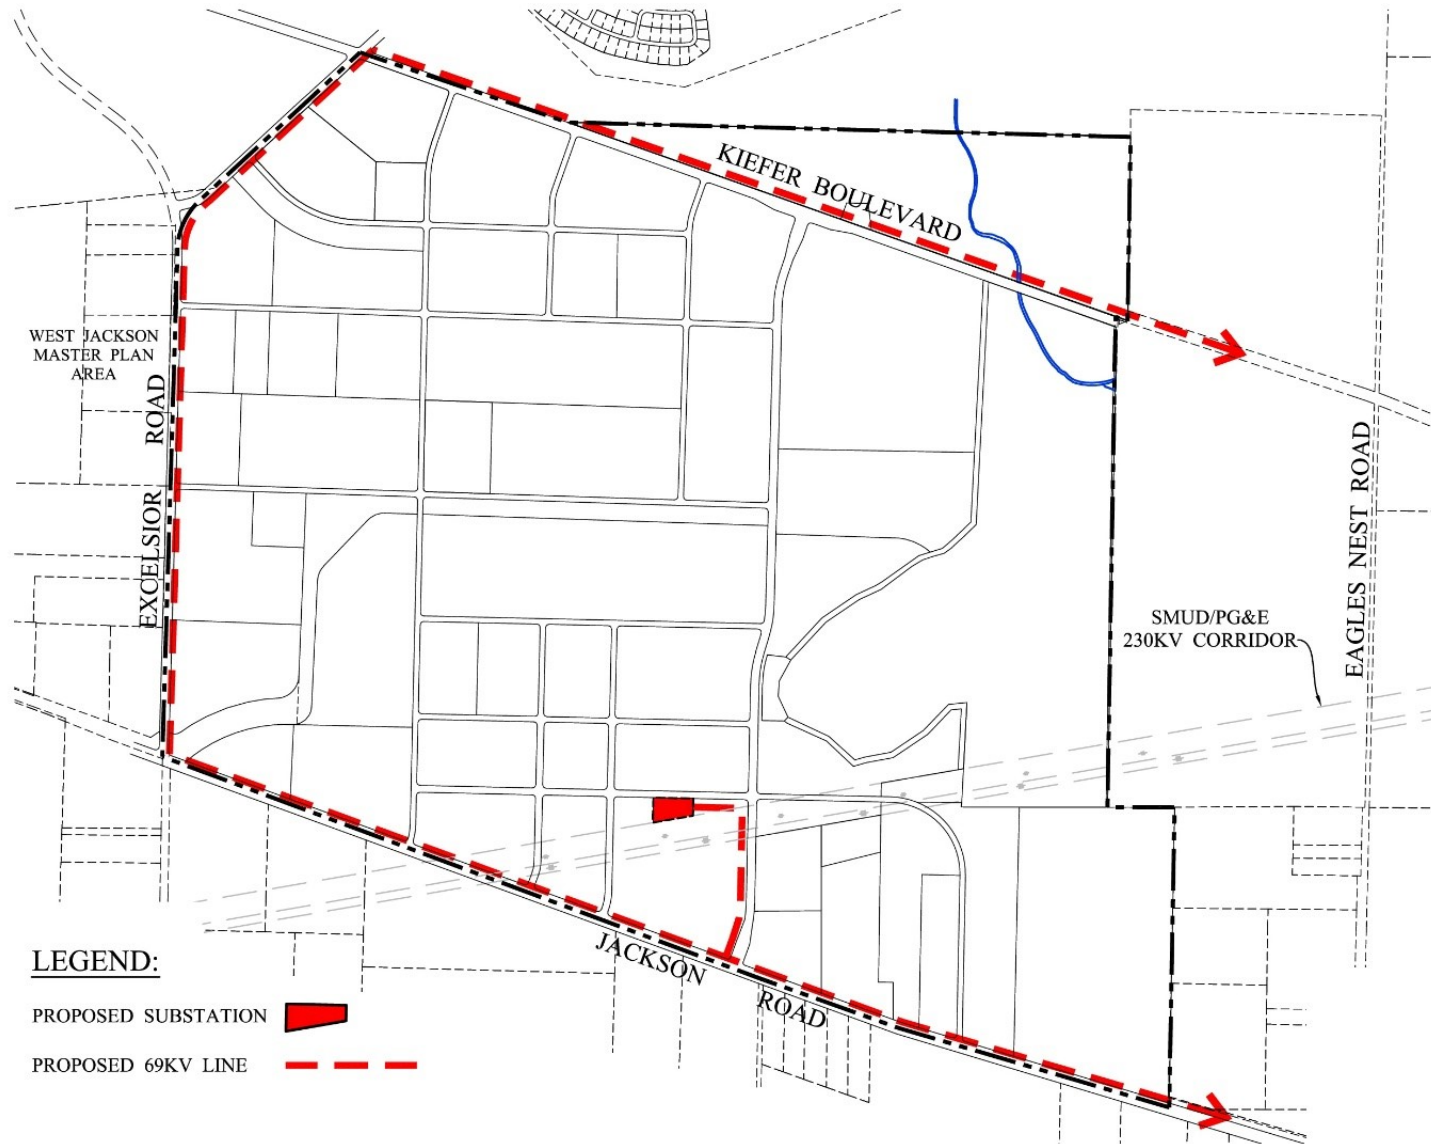 KIEFER BOULEVARD
WEST JACKSON
MASTER PLAN
AREA
EXCELSIOR ROAD
EAGLES NEST ROAD
SMUD/PG&E
230KV CORRIDOR
JACKSON ROAD
LEGEND:
PROPOSED SUBSTATION
PROPOSED 69KV LINE